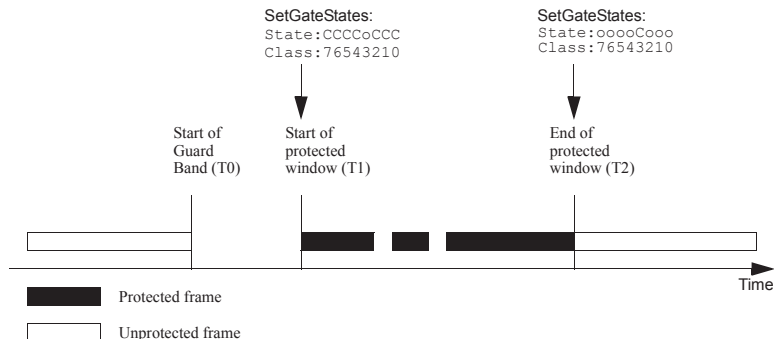 SetGateStates:
State:CCCCoCCC
Class:76543210
SetGateStates:
State:ooooCooo
Class:76543210
Start of
Guard
Band (T0)
Start of
protected
window (T1)
End of
protected
window (T2)
Time
Protected frame
Unprotected frame